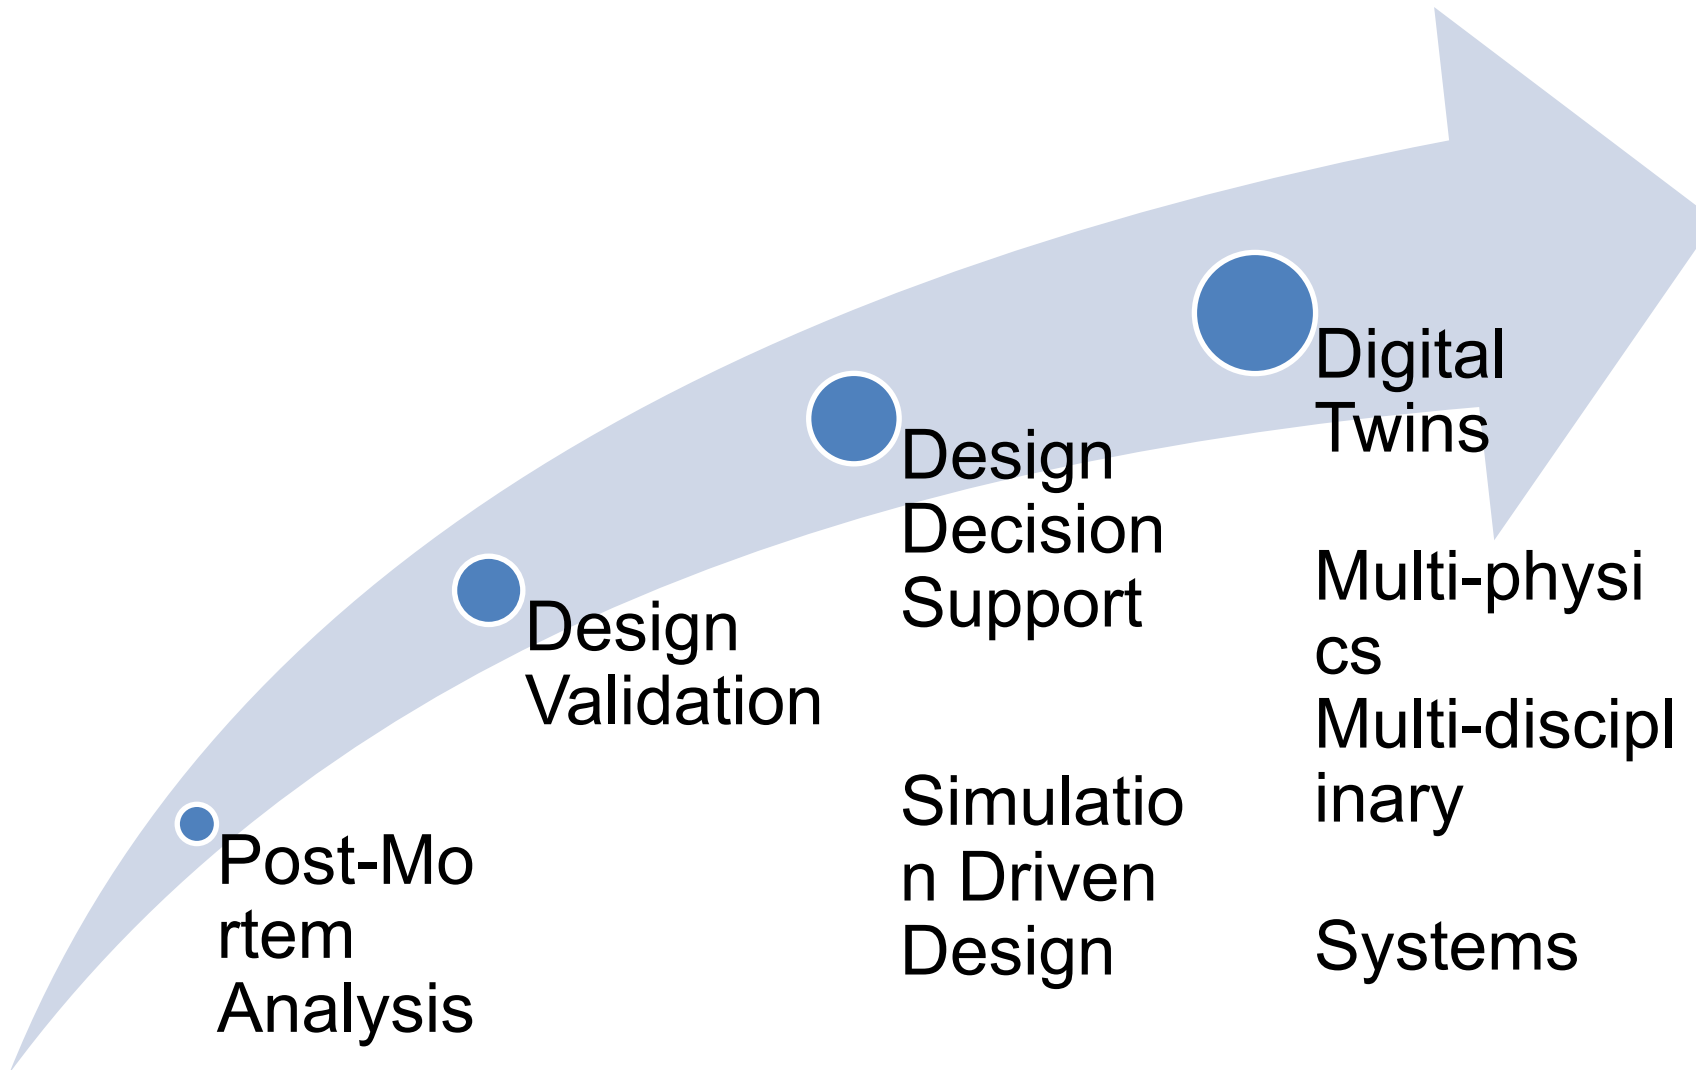 Post-Mo
rtem
Analysis
Design
Validation
Design
Decision
Support
Simulatio
n Driven
Design
Digital
Twins
Multi-physi
cs
Multi-discipl
inary
Systems